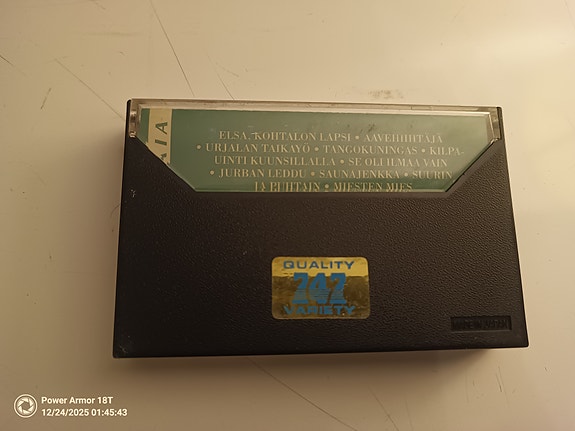 ELSA, KOHTALON LAPSI • AAVEHIIHTÄJÄ
• URJALAN TAIKAYÖ • TANGOKUNINGAS • KILPA-
UINTI KUUNSILLALLA • SE OLI ILMAA VAIN
• JURBAN LEDDU • SAUNAJENKKA • SUURIN
JA PUHTAIN • MIESTEN MIES
QUALITY
747
VARIETY
Power Armor 18T
12/24/2025 01:45:43